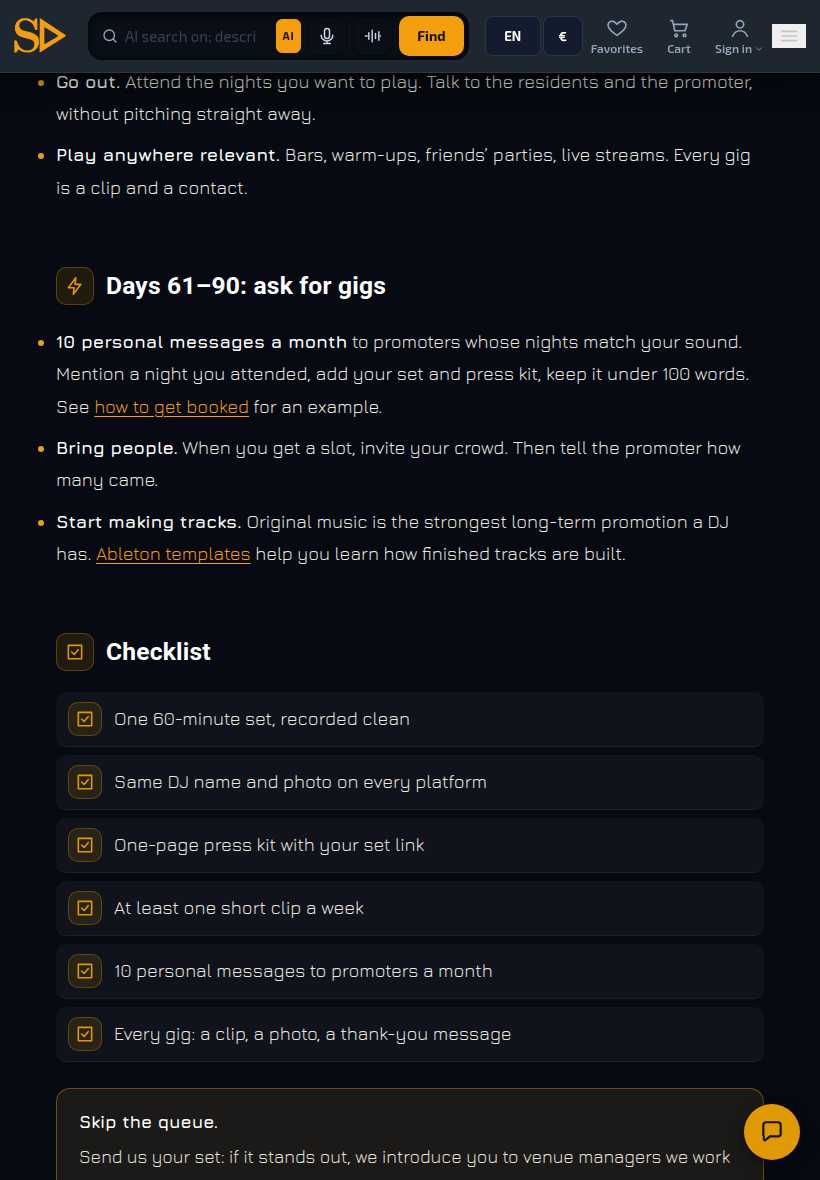 SD
AI search on: descri
AI
Find
EN
€
Favorites
Cart
Sign in
Go out. Attend the nights you want to play. Talk to the residents and the promoter,
without pitching straight away.
Play anywhere relevant. Bars, warm-ups, friends’ parties, live streams. Every gig
is a clip and a contact.
Days 61–90: ask for gigs
10 personal messages a month to promoters whose nights match your sound.
Mention a night you attended, add your set and press kit, keep it under 100 words.
See how to get booked for an example.
Bring people. When you get a slot, invite your crowd. Then tell the promoter how
many came.
Start making tracks. Original music is the strongest long-term promotion a DJ
has. Ableton templates help you learn how finished tracks are built.
Checklist
One 60-minute set, recorded clean
Same DJ name and photo on every platform
One-page press kit with your set link
At least one short clip a week
10 personal messages to promoters a month
Every gig: a clip, a photo, a thank-you message
Skip the queue.
Send us your set: if it stands out, we introduce you to venue managers we work